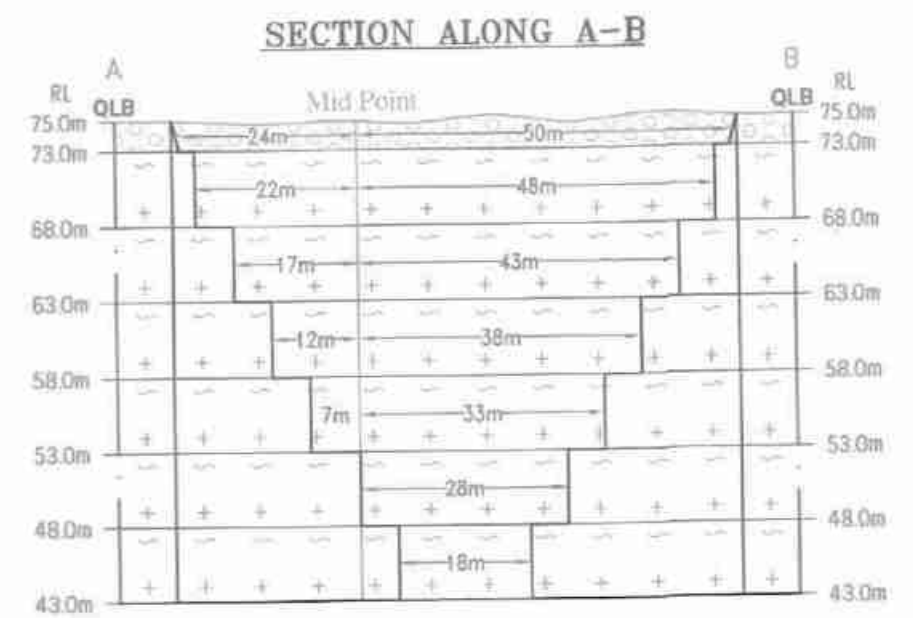 SECTION ALONG A-B
A
B
RL
RL
QLB
Mid Point
QLB
75.0m
75.0m
24m
50m
73.0m
73.0m
22m
48m
68.0m
68.0m
17m
43m
63.0m
63.0m
12m
38m
58.0m
58.0m
7m
33m
53.0m
53.0m
28m
48.0m
48.0m
18m
43.0m
43.0m